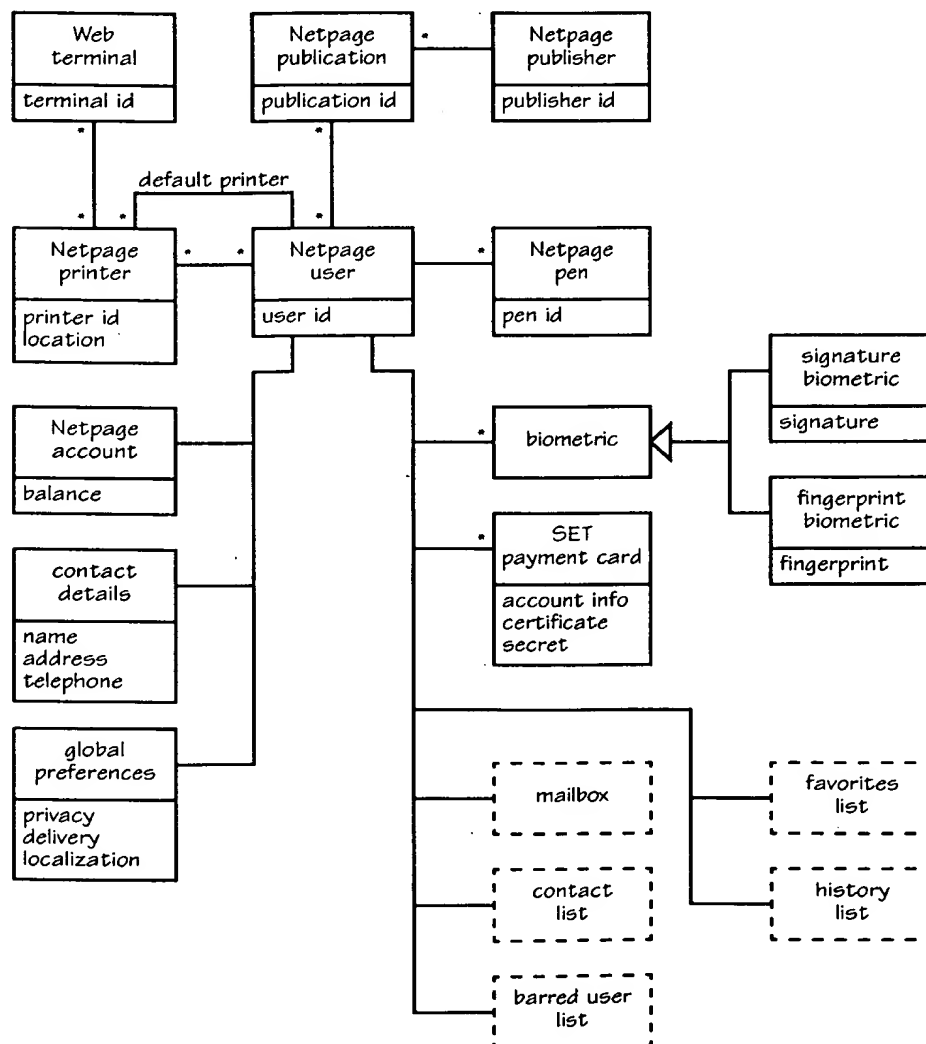 Web
terminal
terminal id
Netpage
publication
publication id
*
Netpage
publisher
publisher id
*
*
default printer
*
*
*
Netpage
printer
printer id
location
*
*
Netpage
user
user id
*
Netpage
pen
pen id
Netpage
account
balance
*
biometric
signature
biometric
signature
fingerprint
biometric
fingerprint
contact
details
name
address
telephone
*
SET
payment card
account info
certificate
secret
global
preferences
privacy
delivery
localization
mailbox
favorites
list
contact
list
history
list
barred user
list